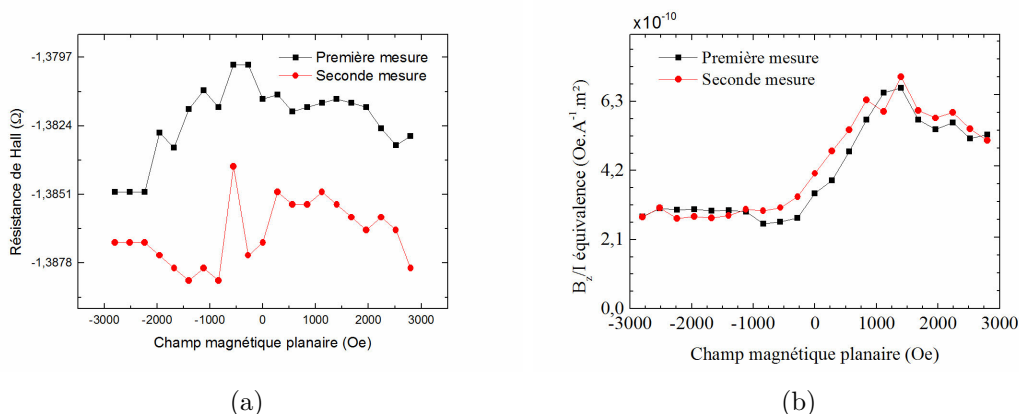 -1,3797
-1,3824
-1,3851
-1,3878
Résistance de Hall (Ω)
Première mesure
Seconde mesure
-3000 -2000 -1000 0 1000 2000 3000
Champ magnétique planaire (Oe)
(a)
x10⁻¹⁰
6,3
4,2
2,1
0,0
B_z/I équivalence (Oe.A⁻¹.m²)
Première mesure
Seconde mesure
-3000 -2000 -1000 0 1000 2000 3000
Champ magnétique planaire (Oe)
(b)